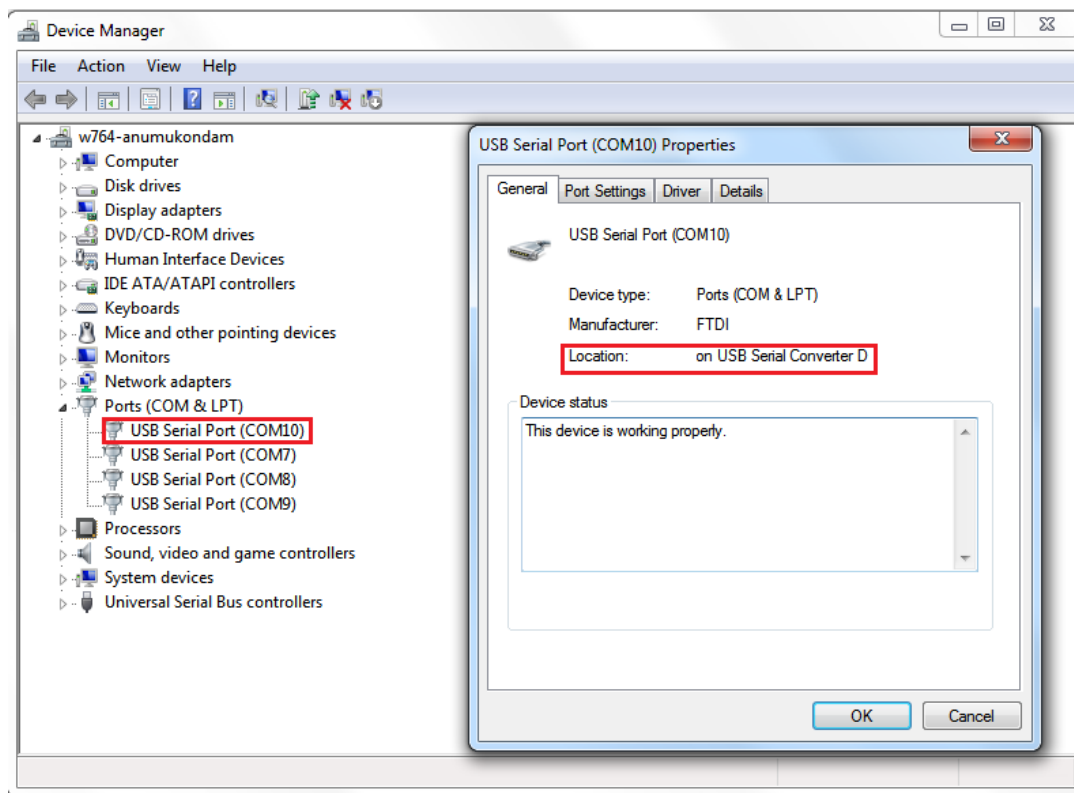 Device Manager
File Action View Help
w764-anumukondam
Computer
Disk drives
Display adapters
DVD/CD-ROM drives
Human Interface Devices
IDE ATA/ATAPI controllers
Keyboards
Mice and other pointing devices
Monitors
Network adapters
Ports (COM & LPT)
USB Serial Port (COM10)
USB Serial Port (COM7)
USB Serial Port (COM8)
USB Serial Port (COM9)
Processors
Sound, video and game controllers
System devices
Universal Serial Bus controllers
USB Serial Port (COM10) Properties
General Port Settings Driver Details
USB Serial Port (COM10)
Device type: Ports (COM & LPT)
Manufacturer: FTDI
Location: on USB Serial Converter D
Device status
This device is working properly.
OK Cancel